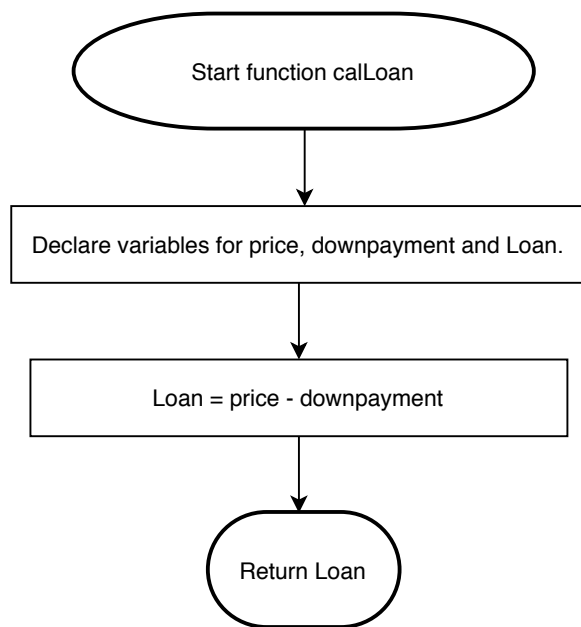 Start function calLoan
Declare variables for price, downpayment and Loan.
Loan = price - downpayment
Return Loan